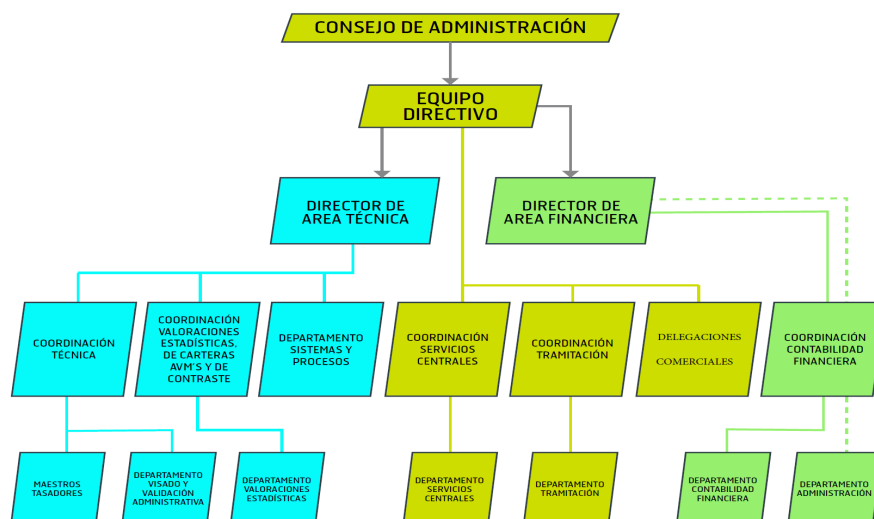 CONSEJO DE ADMINISTRACIÓN
EQUIPO
DIRECTIVO
DIRECTOR DE
AREA TÉCNICA
DIRECTOR DE
AREA FINANCIERA
COORDINACIÓN
TÉCNICA
COORDINACIÓN
VALORACIONES
ESTADÍSTICAS,
DE CARTERAS
AVM'S Y DE
CONTRASTE
DEPARTAMENTO
SISTEMAS Y
PROCESOS
COORDINACIÓN
SERVICIOS
CENTRALES
COORDINACIÓN
TRAMITACIÓN
DELEGACIONES
COMERCIALES
COORDINACIÓN
CONTABILIDAD
FINANCIERA
MAESTROS
TASADORES
DEPARTAMENTO
VISADO Y
VALIDACIÓN
ADMINISTRATIVA
DEPARTAMENTO
VALORACIONES
ESTADÍSTICAS
DEPARTAMENTO
SERVICIOS
CENTRALES
DEPARTAMENTO
TRAMITACIÓN
DEPARTAMENTO
CONTABILIDAD
FINANCIERA
DEPARTAMENTO
ADMINISTRACIÓN